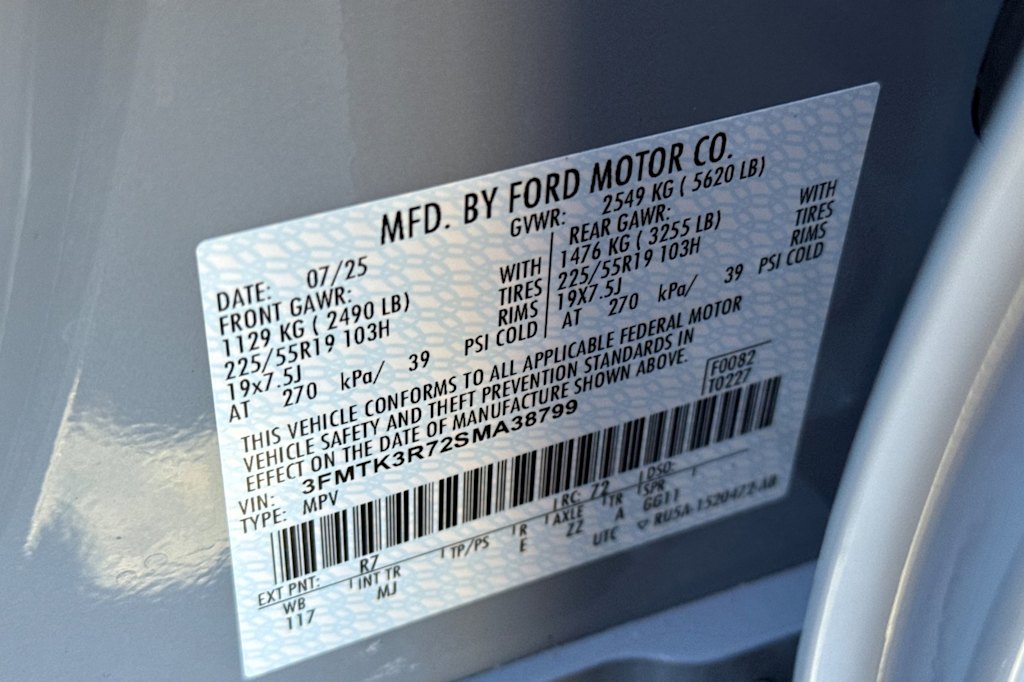 MFD. BY FORD MOTOR CO.
DATE: 07/25 GVWR: 2549 KG ( 5620 LB)
FRONT GAWR: REAR GAWR:
1129 KG ( 2490 LB) WITH 1476 KG ( 3255 LB) WITH
225/55R19 103H TIRES 225/55R19 103H TIRES
19x7.5J RIMS 19X7.5J RIMS
AT 270 kPa/ 39 PSI COLD AT 270 kPa/ 39 PSI COLD
THIS VEHICLE CONFORMS TO ALL APPLICABLE FEDERAL MOTOR
VEHICLE SAFETY AND THEFT PREVENTION STANDARDS IN
EFFECT ON THE DATE OF MANUFACTURE SHOWN ABOVE.
VIN: 3FMTK3R72SMA38799 F0082
TYPE: MPV T0227
EXT PNT: R7 RC: 72 DSO:
WB INT TR TP/PS R AXLE TR SPR
117 MJ E ZZ A GG11
UTC ▽ RU5A-1520472-AB